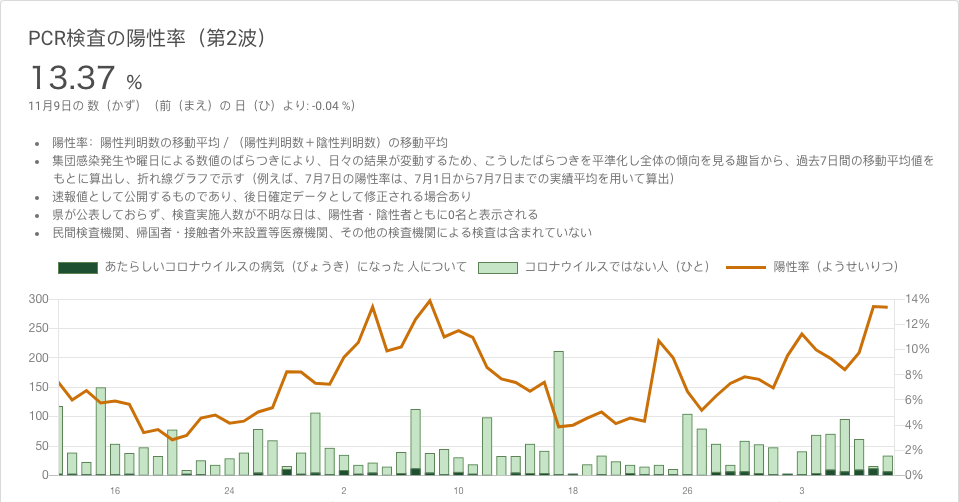 PCR検査の陽性率（第2波）
13.37 %
11月9日の 数（かず）（前（まえ）の 日（ひ）より: -0.04 %）
• 陽性率：陽性判明数の移動平均 / （陽性判明数＋陰性判明数）の移動平均
• 集団感染発生や曜日による数値のばらつきにより、日々の結果が変動するため、こうしたばらつきを平準化し全体の傾向を見る趣旨から、過去7日間の移動平均値を
もとに算出し、折れ線グラフで示す（例えば、7月7日の陽性率は、7月1日から7月7日までの実績平均を用いて算出）
• 速報値として公開するものであり、後日確定データとして修正される場合あり
• 県が公表しておらず、検査実施人数が不明な日は、陽性者・陰性者ともに0名と表示される
• 民間検査機関、帰国者・接触者外来設置等医療機関、その他の検査機関による検査は含まれていない
あたらしいコロナウイルスの病気（びょうき）になった 人について コロナウイルスではない人（ひと） 陽性率（ようせいりつ）
300 14%
250 12%
200 10%
8%
150
6%
100
4%
50 2%
0 0%
16 24 2 10 18 26 3